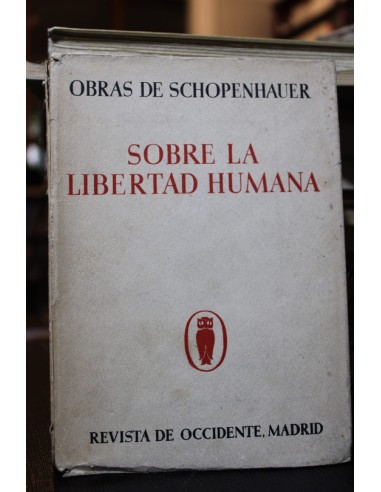 OBRAS DE SCHOPENHAUER
SOBRE LA
LIBERTAD HUMANA
REVISTA DE OCCIDENTE, MADRID